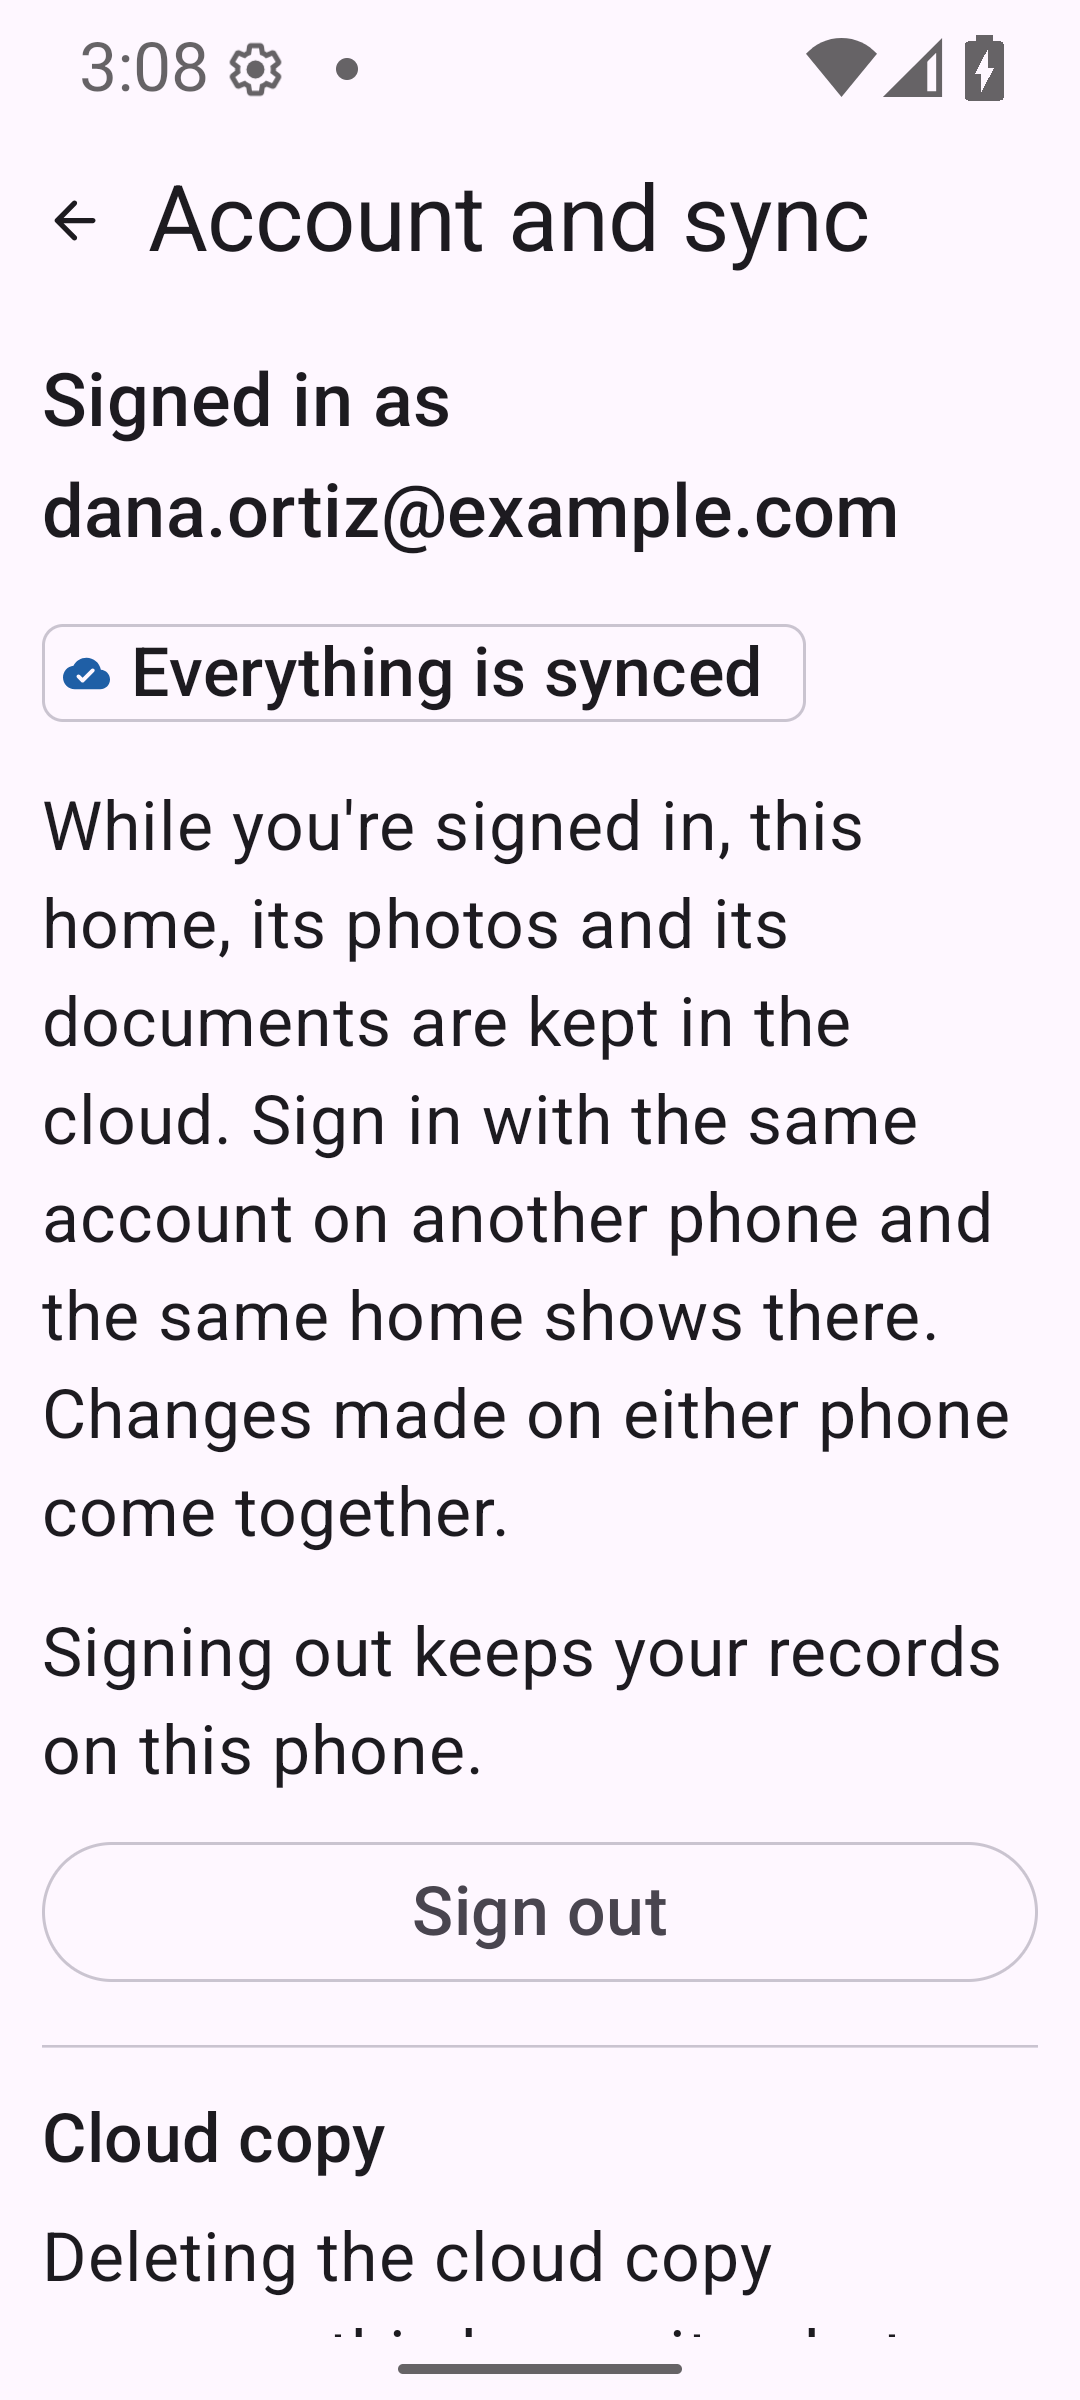 3:08
Account and sync
Signed in as
dana.ortiz@example.com
Everything is synced
While you're signed in, this
home, its photos and its
documents are kept in the
cloud. Sign in with the same
account on another phone and
the same home shows there.
Changes made on either phone
come together.
Signing out keeps your records
on this phone.
Sign out
Cloud copy
Deleting the cloud copy